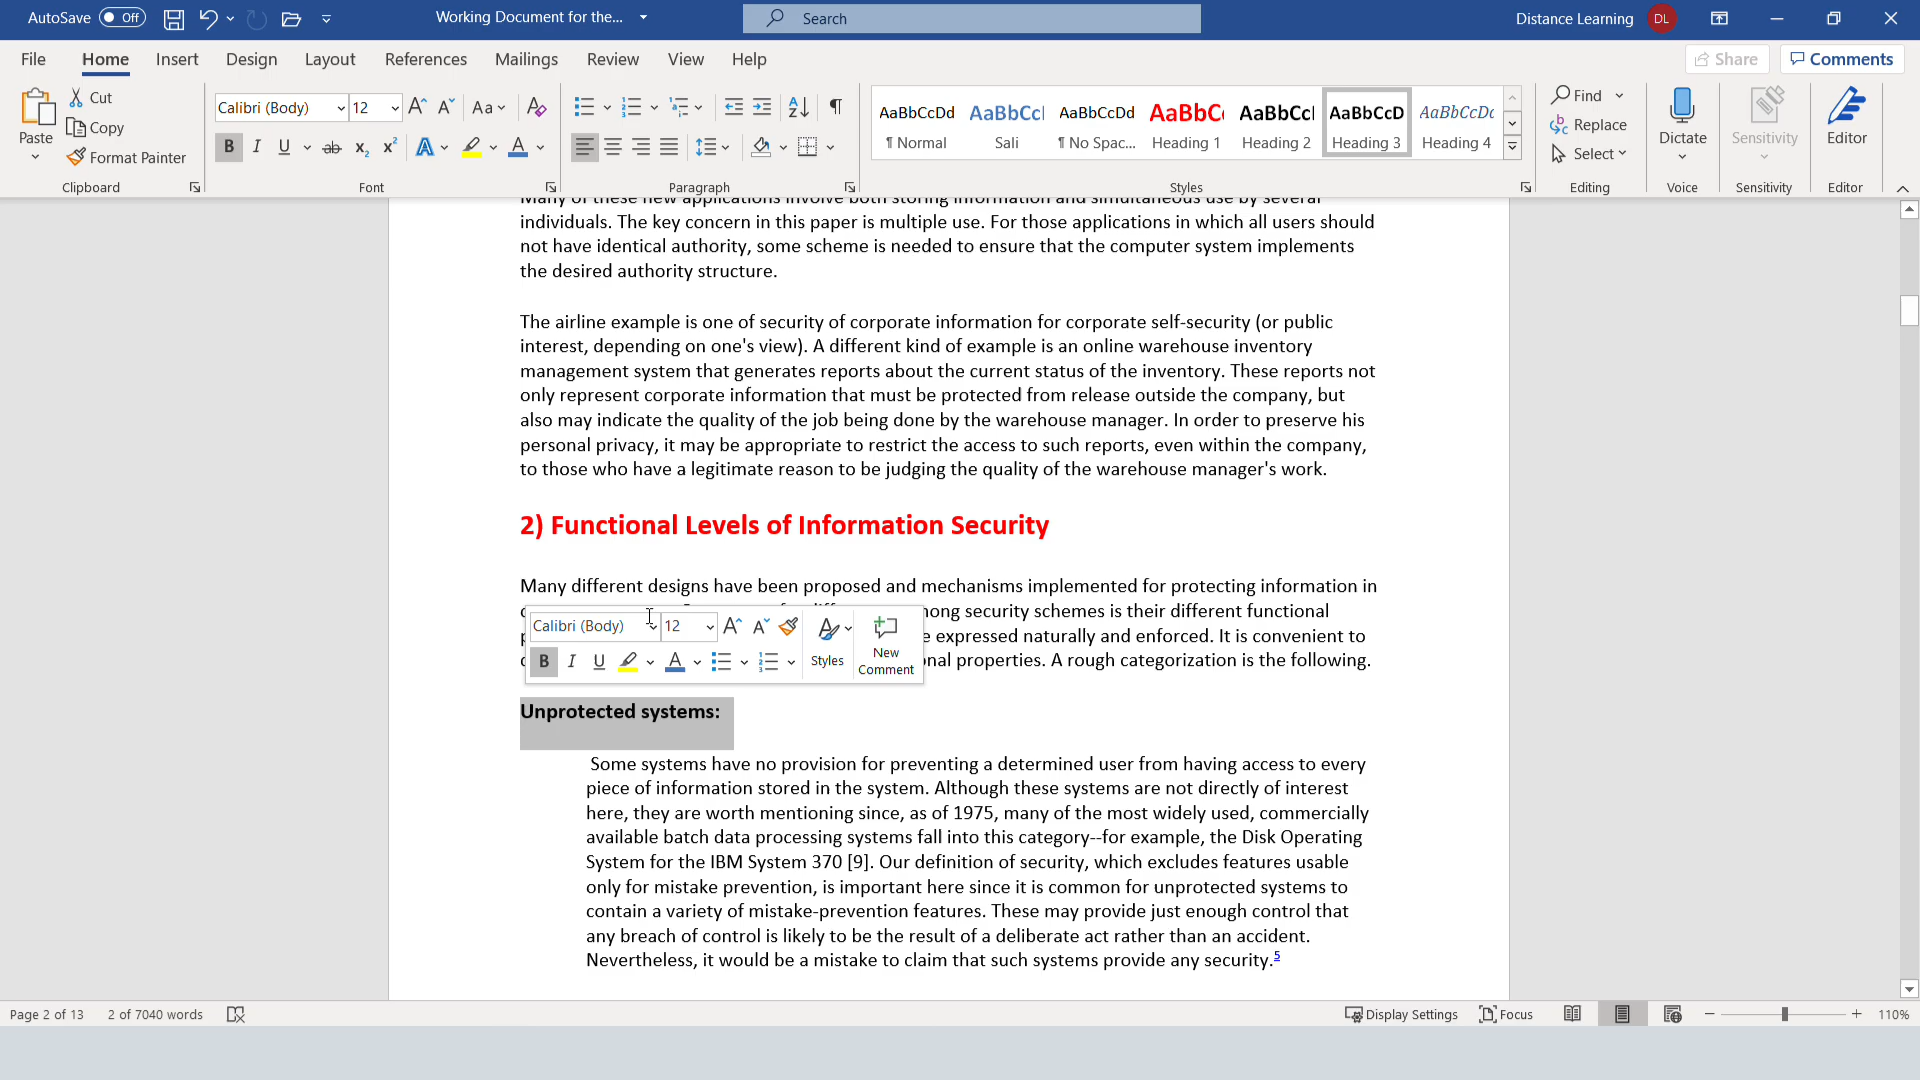 AutoSave Off
Working Document for the...
Search
Distance Learning DL
File Home Insert Design Layout References Mailings Review View Help
Share Comments
Paste
Cut
Copy
Format Painter
Clipboard
Calibri (Body) 12
Aa
B I U ab x₂ x² A A
Font
Paragraph
AaBbCcDd AaBbCcI AaBbCcDd AaBbC AaBbCcI AaBbCcD AaBbCcDc
¶ Normal Sali ¶ No Spac... Heading 1 Heading 2 Heading 3 Heading 4
Styles
Find
Replace
Select
Editing
Dictate
Voice
Sensitivity
Sensitivity
Editor
Editor
Many of these new applications involve both storing information and simultaneous use by several
individuals. The key concern in this paper is multiple use. For those applications in which all users should
not have identical authority, some scheme is needed to ensure that the computer system implements
the desired authority structure.
The airline example is one of security of corporate information for corporate self-security (or public
interest, depending on one's view). A different kind of example is an online warehouse inventory
management system that generates reports about the current status of the inventory. These reports not
only represent corporate information that must be protected from release outside the company, but
also may indicate the quality of the job being done by the warehouse manager. In order to preserve his
personal privacy, it may be appropriate to restrict the access to such reports, even within the company,
to those who have a legitimate reason to be judging the quality of the warehouse manager's work.
2) Functional Levels of Information Security
Many different designs have been proposed and mechanisms implemented for protecting information in
among security schemes is their different functional
expressed naturally and enforced. It is convenient to
properties. A rough categorization is the following.
Calibri (Body) 12
B I U A
Styles
New
Comment
Unprotected systems:
Some systems have no provision for preventing a determined user from having access to every
piece of information stored in the system. Although these systems are not directly of interest
here, they are worth mentioning since, as of 1975, many of the most widely used, commercially
available batch data processing systems fall into this category--for example, the Disk Operating
System for the IBM System 370 [9]. Our definition of security, which excludes features usable
only for mistake prevention, is important here since it is common for unprotected systems to
contain a variety of mistake-prevention features. These may provide just enough control that
any breach of control is likely to be the result of a deliberate act rather than an accident.
Nevertheless, it would be a mistake to claim that such systems provide any security.5
Page 2 of 13 2 of 7040 words
Display Settings Focus 110%